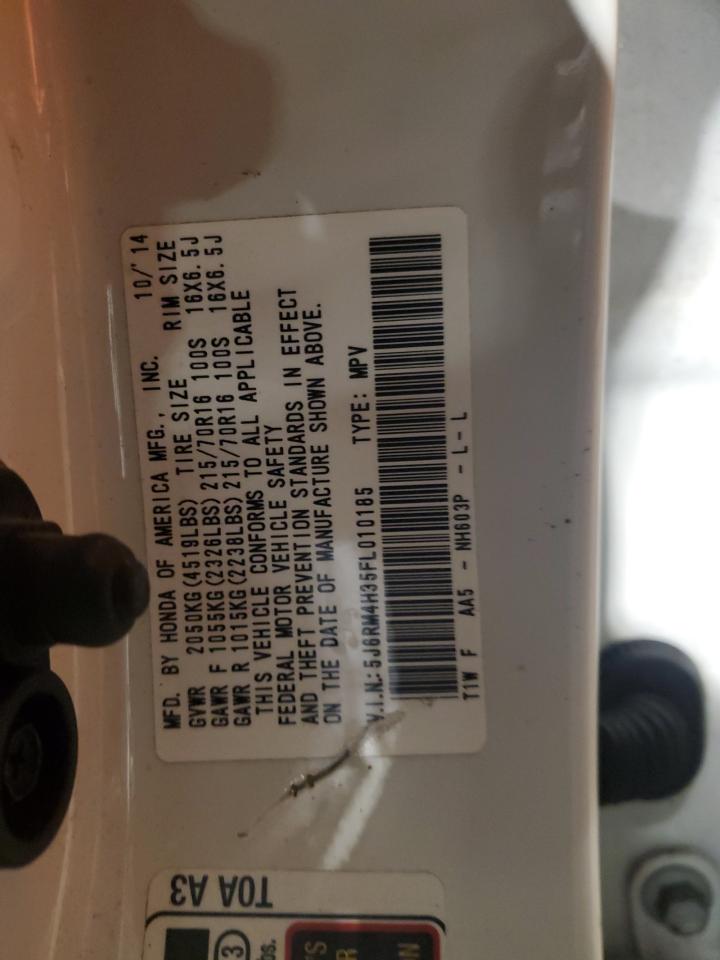 MFD. BY HONDA OF AMERICA MFG., INC. 10/'14
GVWR 2050KG(4519LBS) TIRE SIZE RIM SIZE
GAWR F 1055KG(2326LBS) 215/70R16 100S 16X6.5J
GAWR R 1015KG(2238LBS) 215/70R16 100S 16X6.5J
THIS VEHICLE CONFORMS TO ALL APPLICABLE
FEDERAL MOTOR VEHICLE SAFETY
AND THEFT PREVENTION STANDARDS IN EFFECT
ON THE DATE OF MANUFACTURE SHOWN ABOVE.
V.I.N.:5J6RM4H35FL010185 TYPE: MPV
T1W F AA5 - NH603P - L - L
T0A A3